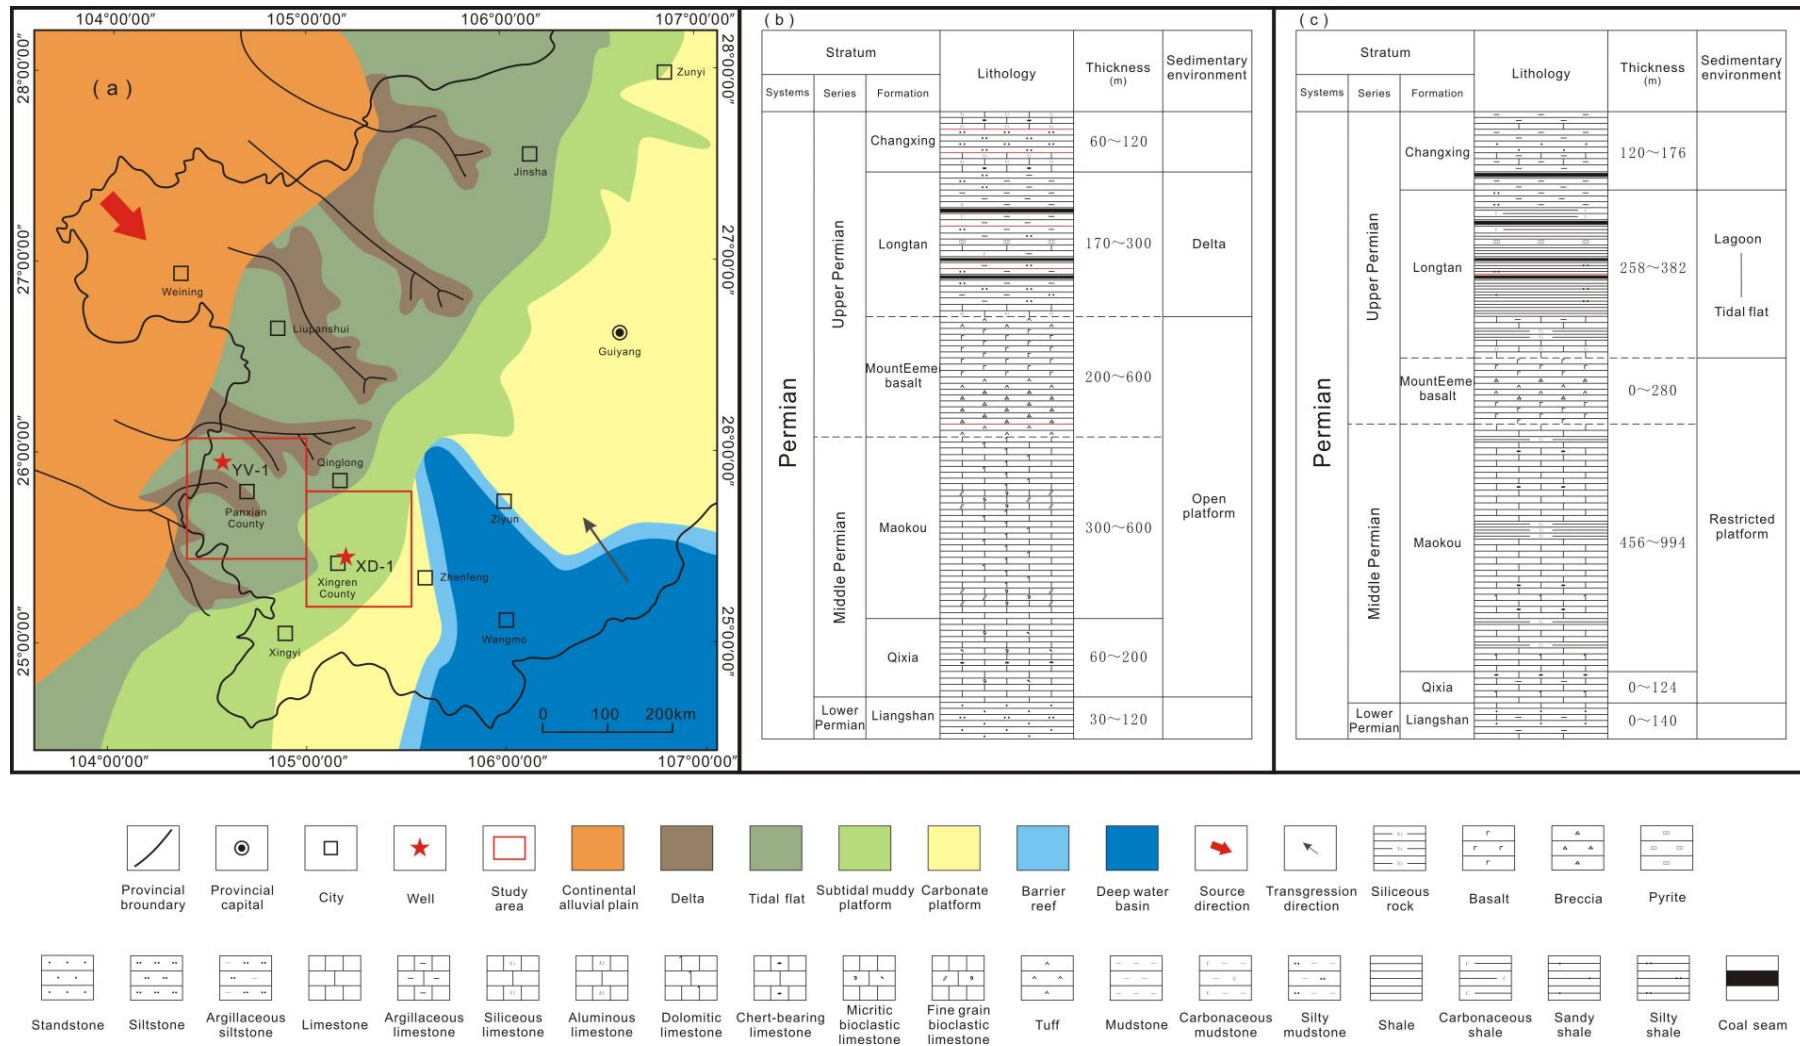 104°00′00″
105°00′00″
106°00′00″
107°00′00″
28°00′00″
27°00′00″
26°00′00″
25°00′00″
28°00′00″
27°00′00″
26°00′00″
25°00′00″
104°00′00″
105°00′00″
106°00′00″
107°00′00″
(a)
Zunyi
Jinsha
Weining
Liupanshui
Guiyang
YV-1
Qinglong
Panxian
County
Ziyun
XD-1
Xingren
County
Zhenfeng
Xingyi
Wangmo
0 100 200km
(b)
Stratum
Lithology
Thickness
(m)
Sedimentary
environment
Systems
Series
Formation
Permian
Upper Permian
Middle Permian
Lower
Permian
Changxing
60～120
Longtan
170～300
Delta
MountEemei
basalt
200～600
Maokou
300～600
Open
platform
Qixia
60～200
Liangshan
30～120
(c)
Stratum
Lithology
Thickness
(m)
Sedimentary
environment
Systems
Series
Formation
Permian
Upper Permian
Middle Permian
Lower
Permian
Changxing
120～176
Longtan
258～382
Lagoon
Tidal flat
MountEemei
basalt
0～280
Maokou
456～994
Restricted
platform
Qixia
0～124
Liangshan
0～140
Provincial
boundary
Provincial
capital
City
Well
Study
area
Continental
alluvial plain
Delta
Tidal flat
Subtidal muddy
platform
Carbonate
platform
Barrier
reef
Deep water
basin
Source
direction
Transgression
direction
Siliceous
rock
Basalt
Breccia
Pyrite
Standstone
Siltstone
Argillaceous
siltstone
Limestone
Argillaceous
limestone
Siliceous
limestone
Aluminous
limestone
Dolomitic
limestone
Chert-bearing
limestone
Micritic
bioclastic
limestone
Fine grain
bioclastic
limestone
Tuff
Mudstone
Carbonaceous
mudstone
Silty
mudstone
Shale
Carbonaceous
shale
Sandy
shale
Silty
shale
Coal seam